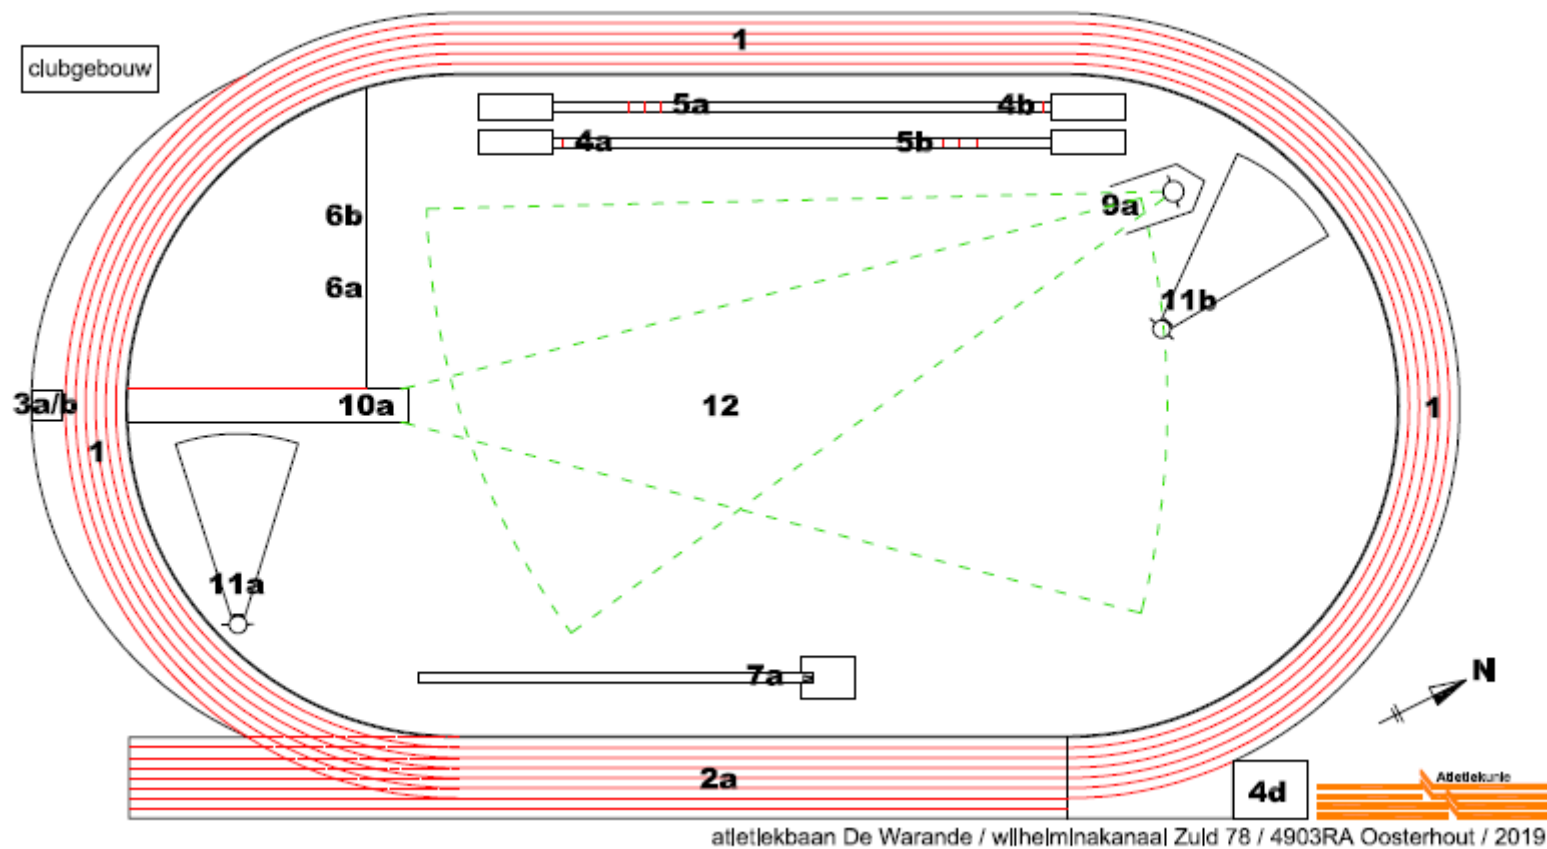 1
clubgebouw
5a
4b
4a
5b
6b
9a
6a
11b
3a/b
10a
12
1
1
11a
7a
N
2a
4d
Atletiekunie
atletiekbaan De Warande / wilhelminakanaal Zuid 78 / 4903RA Oosterhout / 2019